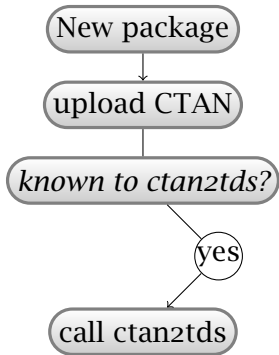 New package
upload CTAN
known to ctan2tds?
yes
call ctan2tds